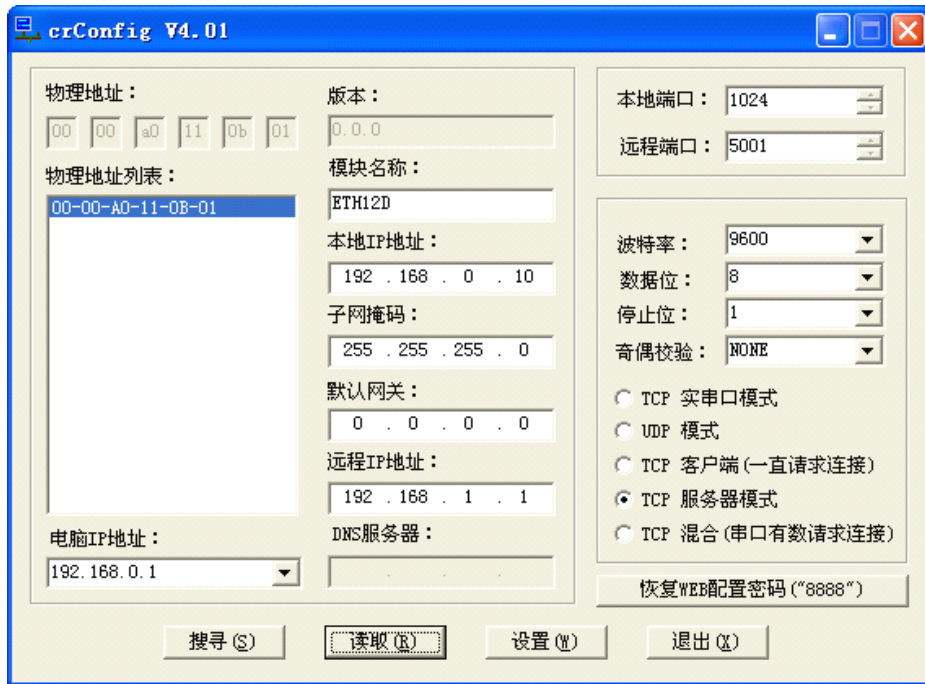 crConfig V4.01
物理地址：
00 00 a0 11 0b 01
物理地址列表：
00-00-A0-11-0B-01
电脑IP地址：
192.168.0.1
版本：
0.0.0
模块名称：
ETH12D
本地IP地址：
192 . 168 . 0 . 10
子网掩码：
255 . 255 . 255 . 0
默认网关：
0 . 0 . 0 . 0
远程IP地址：
192 . 168 . 1 . 1
DNS服务器：
. . .
本地端口： 1024
远程端口： 5001
波特率： 9600
数据位： 8
停止位： 1
奇偶校验： NONE
TCP 实串口模式
UDP 模式
TCP 客户端(一直请求连接)
TCP 服务器模式
TCP 混合(串口有数请求连接)
恢复WEB配置密码("8888")
搜寻(S) 读取(R) 设置(W) 退出(X)